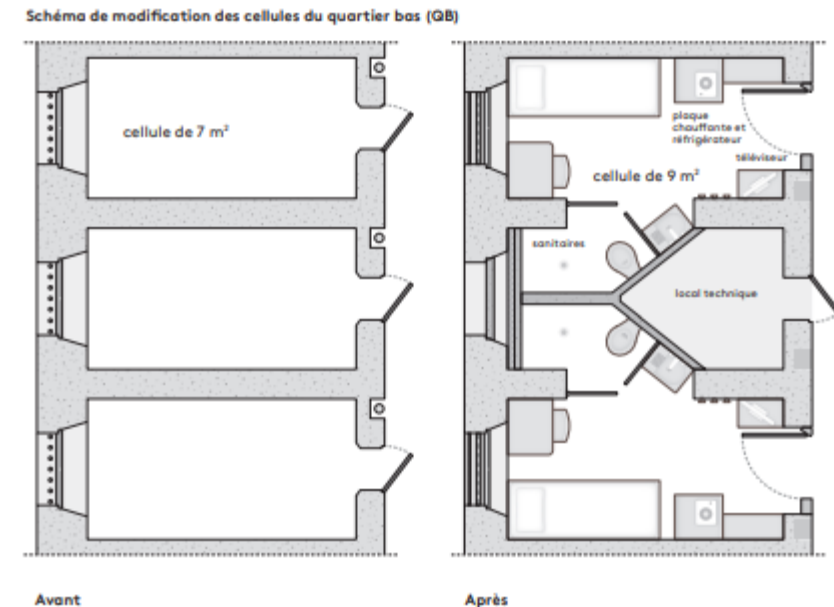 Schéma de modification des cellules du quartier bas (QB)
cellule de 7 m²
plaque
chauffante et
réfrigérateur
téléviseur
cellule de 9 m²
sanitaires
local technique
Avant
Après